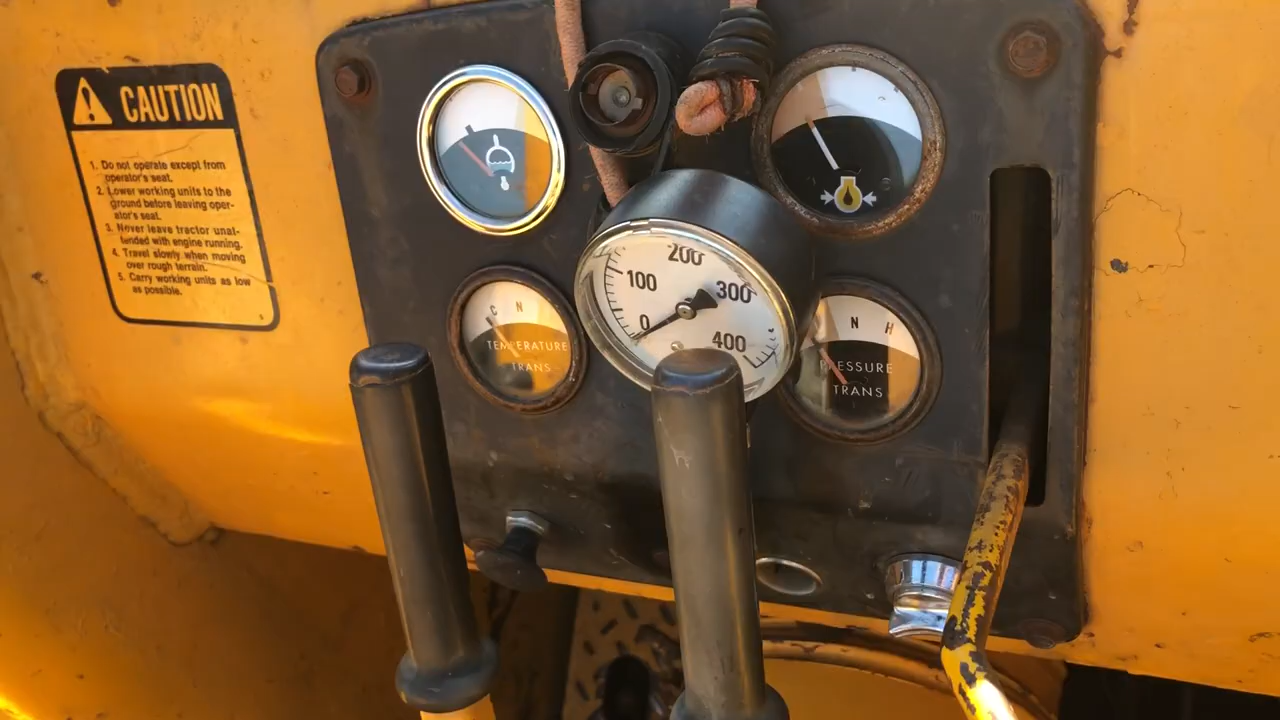 CAUTION
1. Do not operate except from
operator's seat.
2. Lower working units to the
ground before leaving oper-
ator's seat.
3. Never leave tractor unat-
tended with engine running.
4. Travel slowly when moving
over rough terrain.
5. Carry working units as low
as possible.
0
100
200
300
400
C N
TEMPERATURE
TRANS
N H
PRESSURE
TRANS